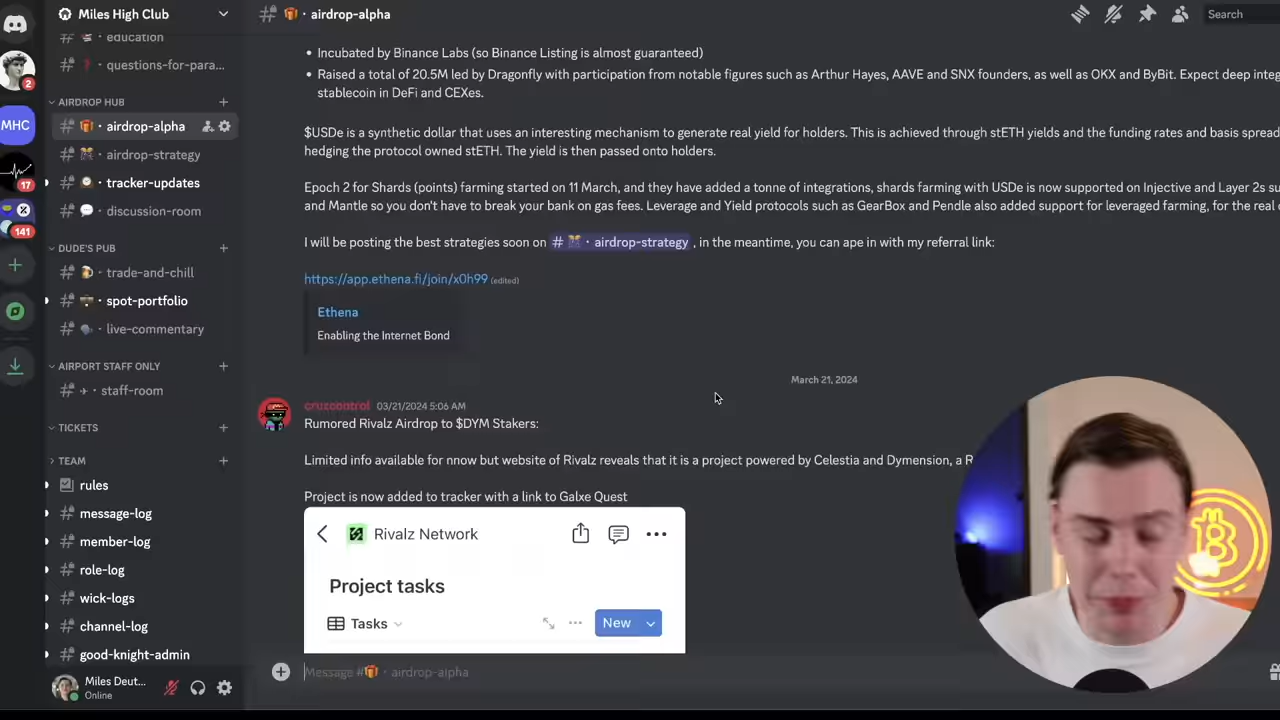 Miles High Club
education
questions-for-para...
AIRDROP HUB
airdrop-alpha
airdrop-strategy
tracker-updates
discussion-room
DUDE'S PUB
trade-and-chill
spot-portfolio
live-commentary
AIRPORT STAFF ONLY
staff-room
TICKETS
TEAM
rules
message-log
member-log
role-log
wick-logs
channel-log
good-knight-admin
Miles Deut...
Online
2
MHC
17
141
airdrop-alpha
Search
• Incubated by Binance Labs (so Binance Listing is almost guaranteed)
• Raised a total of 20.5M led by Dragonfly with participation from notable figures such as Arthur Hayes, AAVE and SNX founders, as well as OKX and ByBit. Expect deep
stablecoin in DeFi and CEXes.
$USDe is a synthetic dollar that uses an interesting mechanism to generate real yield for holders. This is achieved through stETH yields and the funding rates and basis spread
hedging the protocol owned stETH. The yield is then passed onto holders.
Epoch 2 for Shards (points) farming started on 11 March, and they have added a tonne of integrations, shards farming with USDe is now supported on Injective and Layer 2s
and Mantle so you don't have to break your bank on gas fees. Leverage and Yield protocols such as GearBox and Pendle also added support for leveraged farming, for the real
I will be posting the best strategies soon on # · airdrop-strategy , in the meantime, you can ape in with my referral link:
https://app.ethena.fi/join/x0h99 (edited)
Ethena
Enabling the Internet Bond
March 21, 2024
cruzcontrol 03/21/2024 5:06 AM
Rumored Rivalz Airdrop to $DYM Stakers:
Limited info available for nnow but website of Rivalz reveals that it is a project powered by Celestia and Dymension, a
Project is now added to tracker with a link to Galxe Quest
Rivalz Network
Project tasks
Tasks
New
Message # · airdrop-alpha